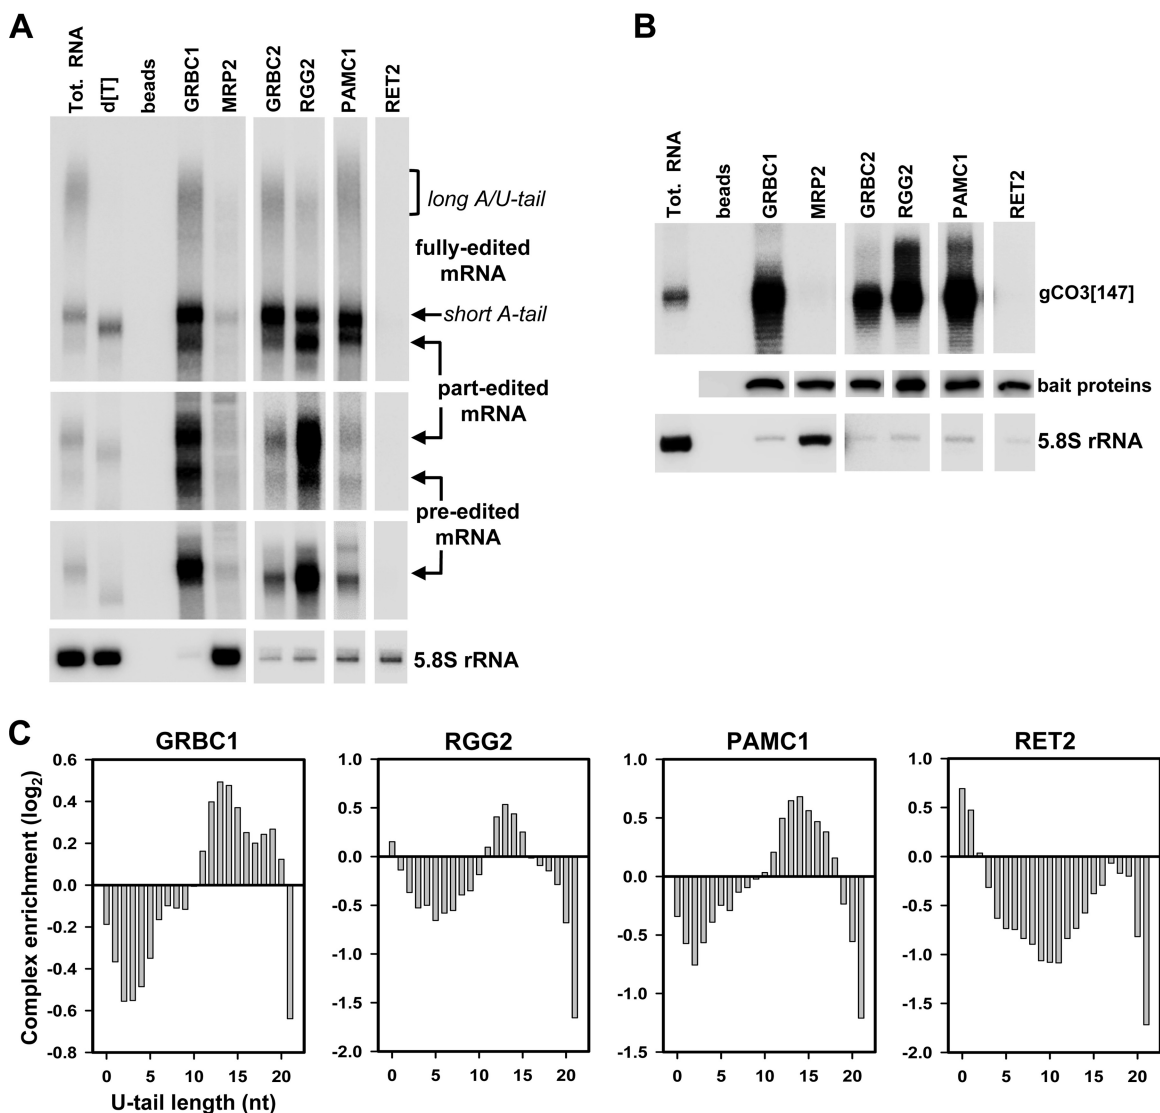 A
Tot. RNA
d[T]
beads
GRBC1
MRP2
GRBC2
RGG2
PAMC1
RET2
long A/U-tail
fully-edited
mRNA
short A-tail
part-edited
mRNA
pre-edited
mRNA
5.8S rRNA
B
Tot. RNA
beads
GRBC1
MRP2
GRBC2
RGG2
PAMC1
RET2
gCO3[147]
bait proteins
5.8S rRNA
C
GRBC1
RGG2
PAMC1
RET2
Complex enrichment (log2)
0.6
0.4
0.2
0.0
-0.2
-0.4
-0.6
-0.8
0 5 10 15 20
U-tail length (nt)
1.0
0.5
0.0
-0.5
-1.0
-1.5
-2.0
0 5 10 15 20
1.0
0.5
0.0
-0.5
-1.0
-1.5
0 5 10 15 20
1.0
0.5
0.0
-0.5
-1.0
-1.5
-2.0
0 5 10 15 20